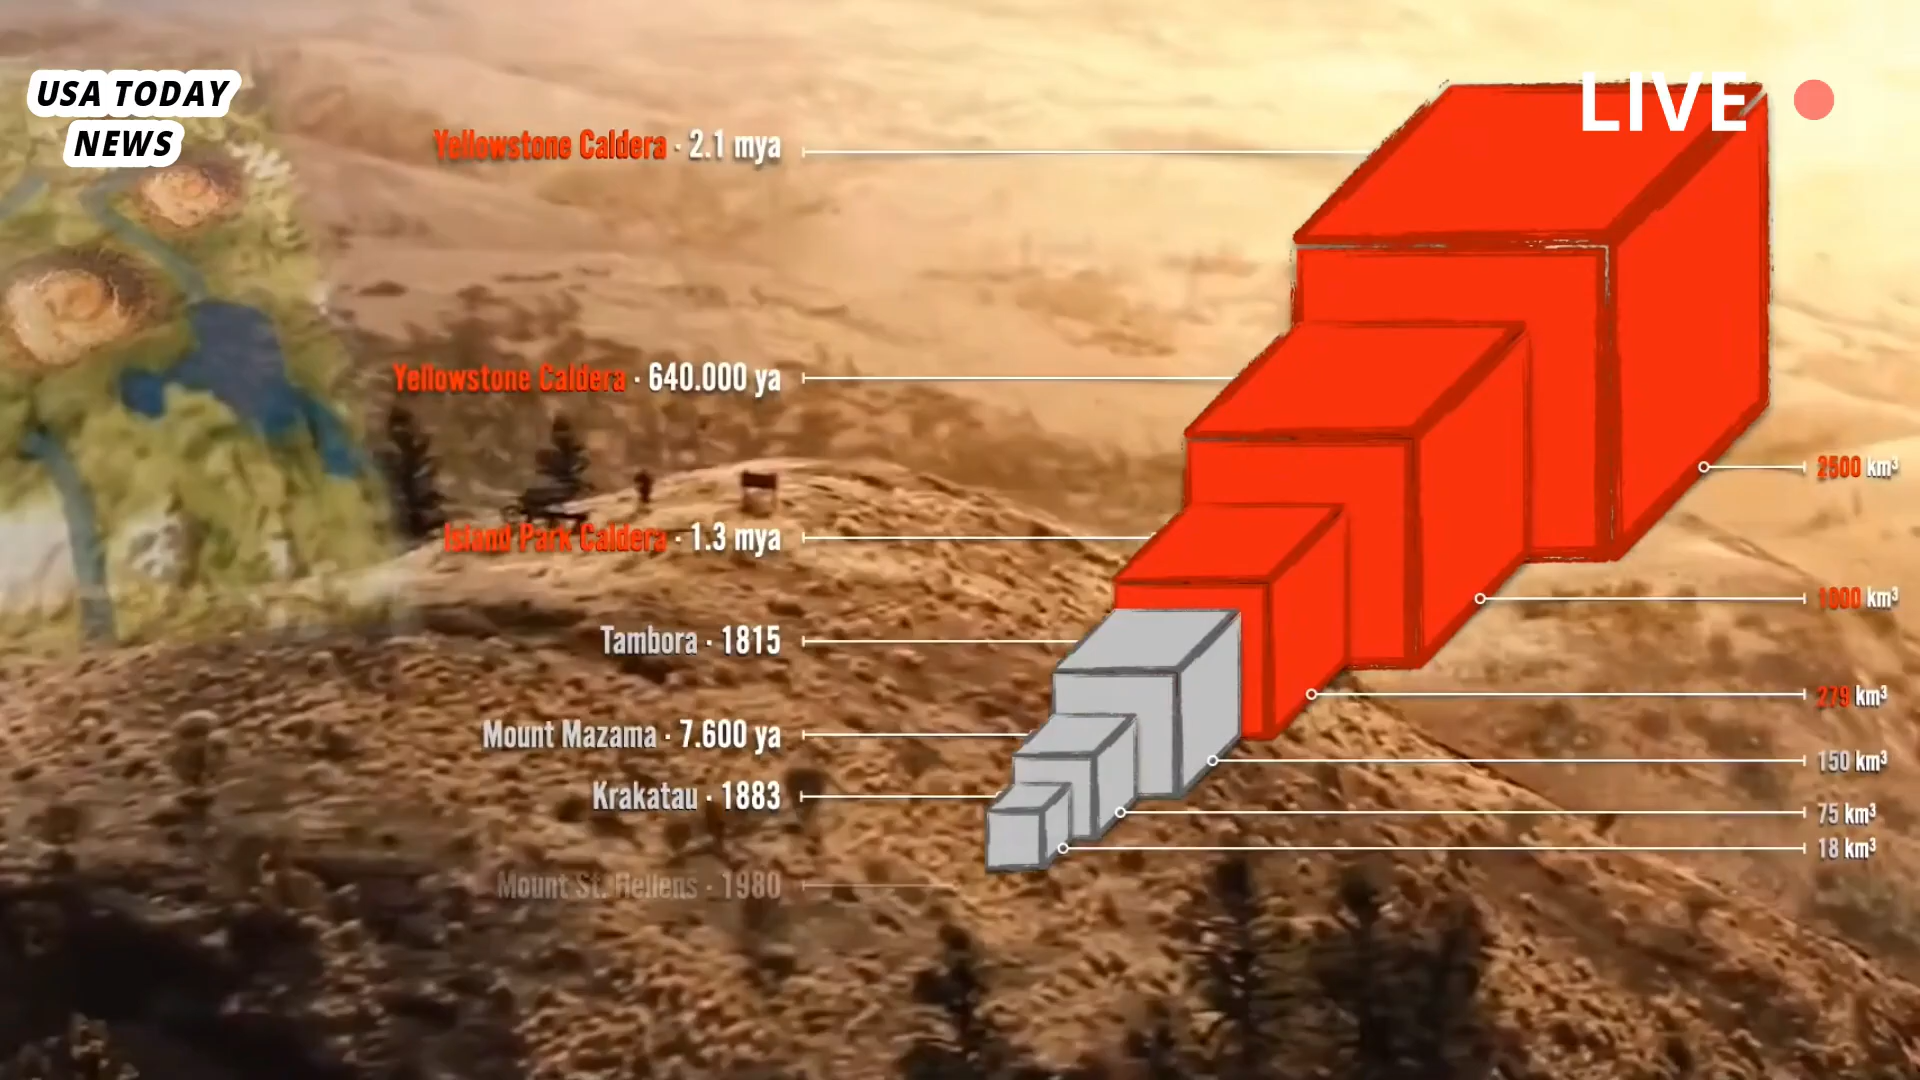 USA TODAY
NEWS
LIVE
Yellowstone Caldera · 2.1 mya
Yellowstone Caldera · 640.000 ya
2500 km³
Island Park Caldera · 1.3 mya
1000 km³
Tambora · 1815
279 km³
Mount Mazama · 7.600 ya
150 km³
Krakatau · 1883
75 km³
18 km³
Mount St. Hellens · 1980